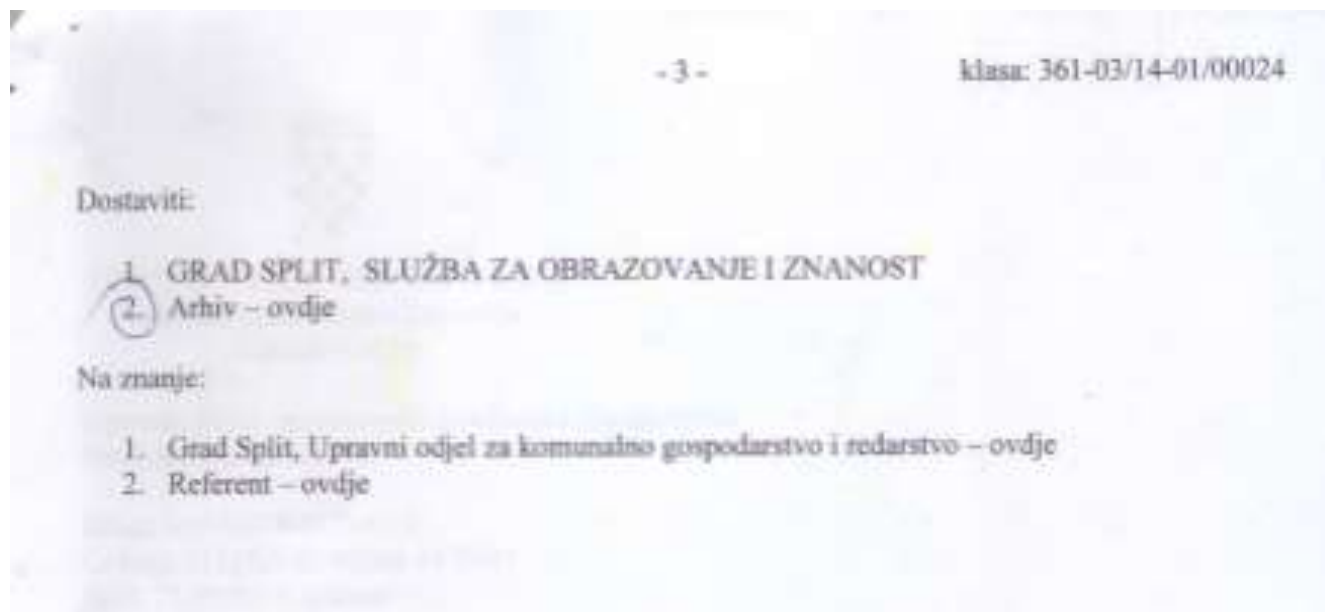 - 3 - klasa: 361-03/14-01/00024
Dostaviti:
1. GRAD SPLIT, SLUŽBA ZA OBRAZOVANJE I ZNANOST
2. Arhiv – ovdje
Na znanje:
1. Grad Split, Upravni odjel za komunalno gospodarstvo i redarstvo – ovdje
2. Referent – ovdje